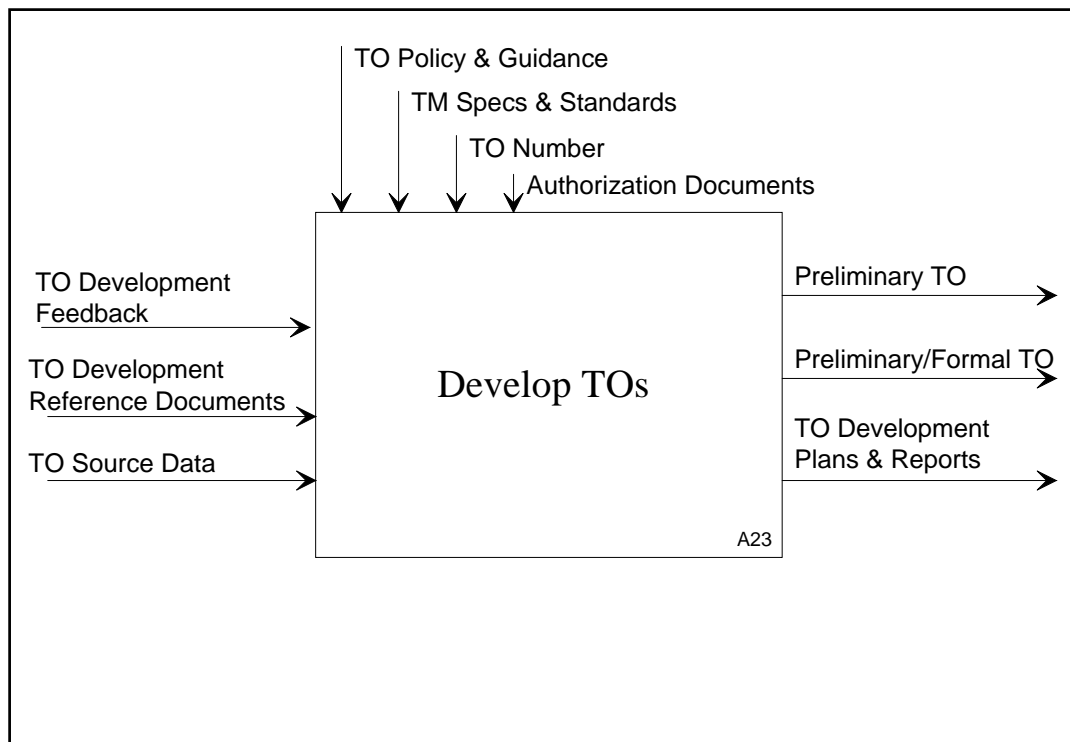 TO Policy & Guidance
TM Specs & Standards
TO Number
Authorization Documents
TO Development
Feedback
TO Development
Reference Documents
TO Source Data
Develop TOs
A23
Preliminary TO
Preliminary/Formal TO
TO Development
Plans & Reports